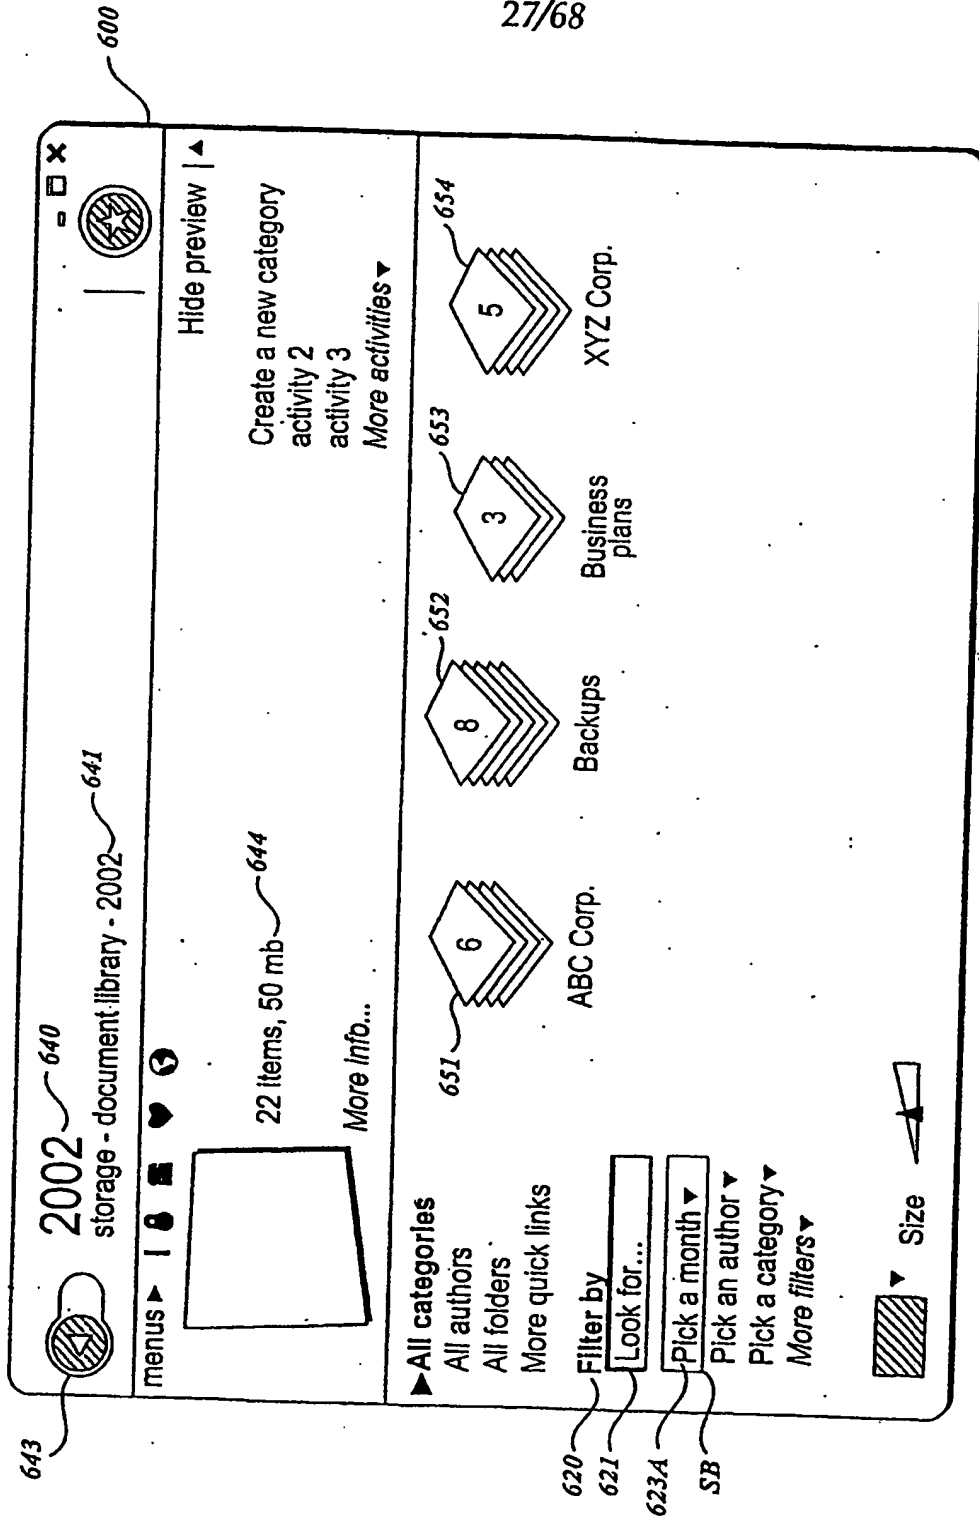 27/68
600
2002 640
storage - document library - 2002 641
643
menus
Hide preview
22 items, 50 mb 644
More Info...
Create a new category
activity 2
activity 3
More activities
All categories
All authors
All folders
More quick links
Filter by
Look for...
Pick a month
Pick an author
Pick a category
More filters
620
621
623A
SB
651
6
ABC Corp.
652
8
Backups
653
3
Business
plans
654
5
XYZ Corp.
Size